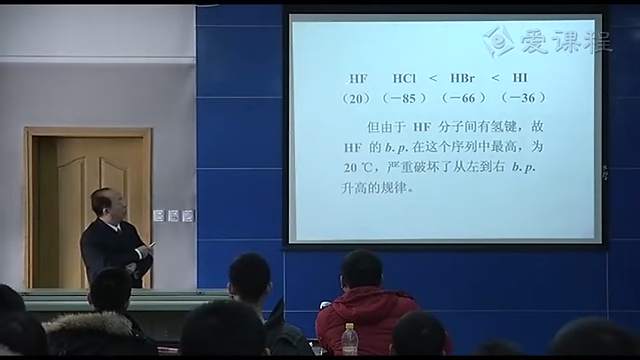 爱课程
HF HCl < HBr < HI
(20) (－85) (－66) (－36)
但由于 HF 分子间有氢键，故
HF 的 b.p. 在这个序列中最高，为
20 ℃，严重破坏了从左到右 b.p.
升高的规律。